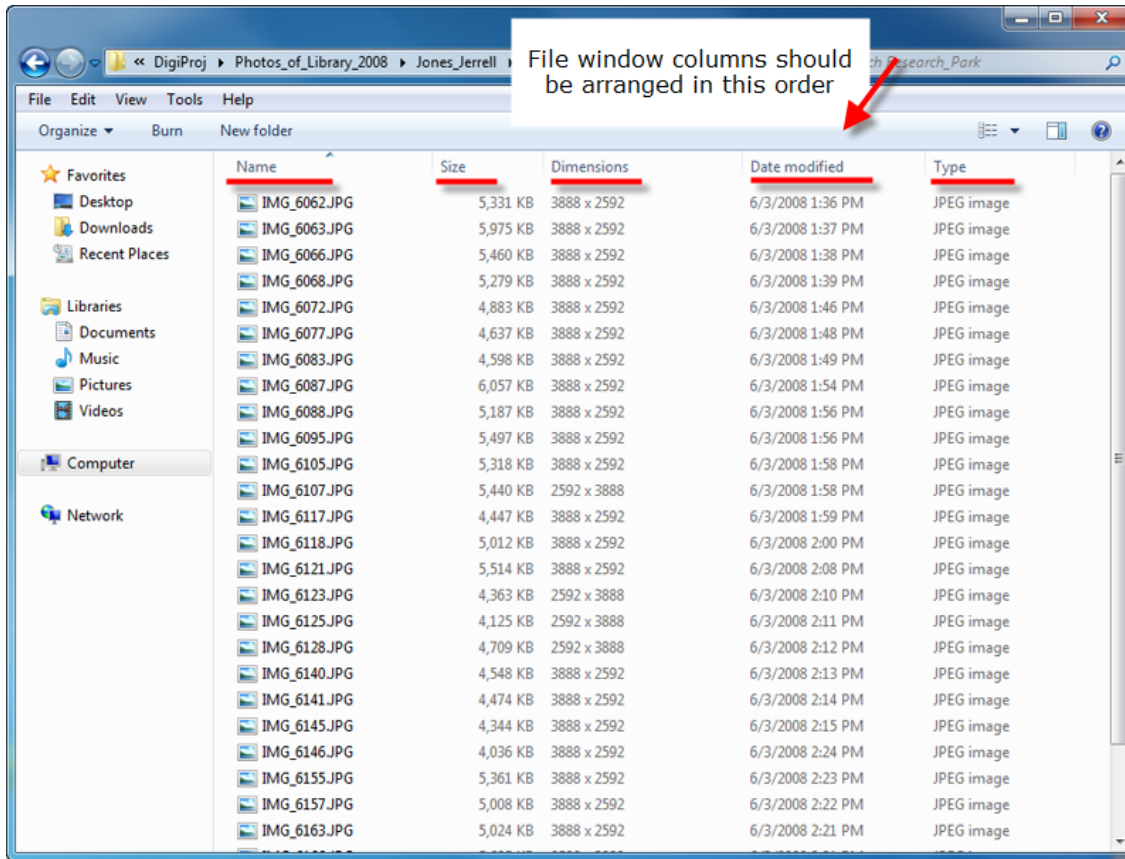 « DigiProj ▸ Photos_of_Library_2008 ▸ Jones_Jerrell
Research_Park
File window columns should
be arranged in this order
File Edit View Tools Help
Organize Burn New folder
Name Size Dimensions Date modified Type
Favorites
Desktop
Downloads
Recent Places
Libraries
Documents
Music
Pictures
Videos
Computer
Network
IMG_6062.JPG 5,331 KB 3888 x 2592 6/3/2008 1:36 PM JPEG image
IMG_6063.JPG 5,975 KB 3888 x 2592 6/3/2008 1:37 PM JPEG image
IMG_6066.JPG 5,460 KB 3888 x 2592 6/3/2008 1:38 PM JPEG image
IMG_6068.JPG 5,279 KB 3888 x 2592 6/3/2008 1:39 PM JPEG image
IMG_6072.JPG 4,883 KB 3888 x 2592 6/3/2008 1:46 PM JPEG image
IMG_6077.JPG 4,637 KB 3888 x 2592 6/3/2008 1:48 PM JPEG image
IMG_6083.JPG 4,598 KB 3888 x 2592 6/3/2008 1:49 PM JPEG image
IMG_6087.JPG 6,057 KB 3888 x 2592 6/3/2008 1:54 PM JPEG image
IMG_6088.JPG 5,187 KB 3888 x 2592 6/3/2008 1:56 PM JPEG image
IMG_6095.JPG 5,497 KB 3888 x 2592 6/3/2008 1:56 PM JPEG image
IMG_6105.JPG 5,318 KB 3888 x 2592 6/3/2008 1:58 PM JPEG image
IMG_6107.JPG 5,440 KB 2592 x 3888 6/3/2008 1:58 PM JPEG image
IMG_6117.JPG 4,447 KB 3888 x 2592 6/3/2008 1:59 PM JPEG image
IMG_6118.JPG 5,012 KB 3888 x 2592 6/3/2008 2:00 PM JPEG image
IMG_6121.JPG 5,514 KB 3888 x 2592 6/3/2008 2:08 PM JPEG image
IMG_6123.JPG 4,363 KB 2592 x 3888 6/3/2008 2:10 PM JPEG image
IMG_6125.JPG 4,125 KB 2592 x 3888 6/3/2008 2:11 PM JPEG image
IMG_6128.JPG 4,709 KB 2592 x 3888 6/3/2008 2:12 PM JPEG image
IMG_6140.JPG 4,548 KB 3888 x 2592 6/3/2008 2:13 PM JPEG image
IMG_6141.JPG 4,474 KB 3888 x 2592 6/3/2008 2:14 PM JPEG image
IMG_6145.JPG 4,344 KB 3888 x 2592 6/3/2008 2:15 PM JPEG image
IMG_6146.JPG 4,036 KB 3888 x 2592 6/3/2008 2:24 PM JPEG image
IMG_6155.JPG 5,361 KB 3888 x 2592 6/3/2008 2:23 PM JPEG image
IMG_6157.JPG 5,008 KB 3888 x 2592 6/3/2008 2:22 PM JPEG image
IMG_6163.JPG 5,024 KB 3888 x 2592 6/3/2008 2:21 PM JPEG image